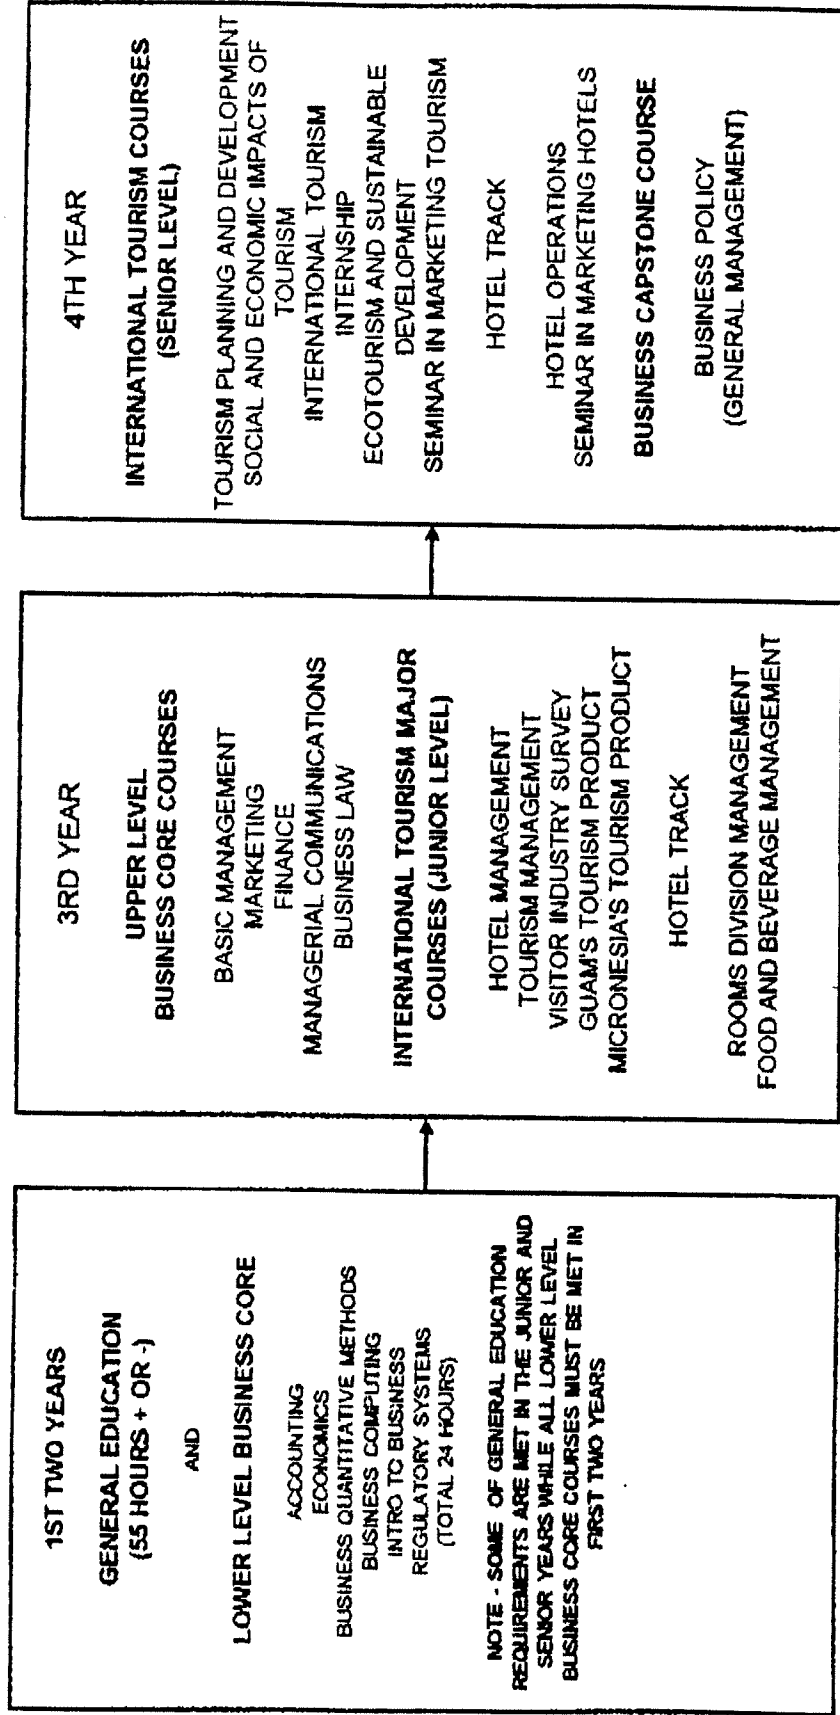 1ST TWO YEARS
GENERAL EDUCATION
(55 HOURS + OR -)
AND
LOWER LEVEL BUSINESS CORE
ACCOUNTING
ECONOMICS
BUSINESS QUANTITATIVE METHODS
BUSINESS COMPUTING
INTRO TO BUSINESS
REGULATORY SYSTEMS
(TOTAL 24 HOURS)
NOTE - SOME OF GENERAL EDUCATION
REQUIREMENTS ARE MET IN THE JUNIOR AND
SENIOR YEARS WHILE ALL LOWER LEVEL
BUSINESS CORE COURSES MUST BE MET IN
FIRST TWO YEARS
3RD YEAR
UPPER LEVEL
BUSINESS CORE COURSES
BASIC MANAGEMENT
MARKETING
FINANCE
MANAGERIAL COMMUNICATIONS
BUSINESS LAW
INTERNATIONAL TOURISM MAJOR
COURSES (JUNIOR LEVEL)
HOTEL MANAGEMENT
TOURISM MANAGEMENT
VISITOR INDUSTRY SURVEY
GUAM'S TOURISM PRODUCT
MICRONESIA'S TOURISM PRODUCT
HOTEL TRACK
ROOMS DIVISION MANAGEMENT
FOOD AND BEVERAGE MANAGEMENT
4TH YEAR
INTERNATIONAL TOURISM COURSES
(SENIOR LEVEL)
TOURISM PLANNING AND DEVELOPMENT
SOCIAL AND ECONOMIC IMPACTS OF
TOURISM
INTERNATIONAL TOURISM
INTERNSHIP
ECOTOURISM AND SUSTAINABLE
DEVELOPMENT
SEMINAR IN MARKETING TOURISM
HOTEL TRACK
HOTEL OPERATIONS
SEMINAR IN MARKETING HOTELS
BUSINESS CAPSTONE COURSE
BUSINESS POLICY
(GENERAL MANAGEMENT)